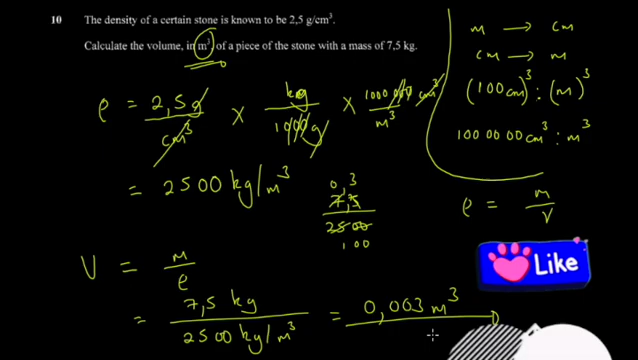 10 The density of a certain stone is known to be 2,5 g/cm³.
Calculate the volume, in m³, of a piece of the stone with a mass of 7,5 kg.
m → cm
cm → m
(100cm)³ : (m)³
100 00 00 cm³ : m³
ρ = 2,5g / cm³ × kg / 1000g × 1000 000 cm³ / m³
= 2500 kg/m³
0,3
7,5
2500
100
ρ = m / V
V = m / ρ
= 7,5 kg / 2500 kg/m³ = 0,003 m³
Like